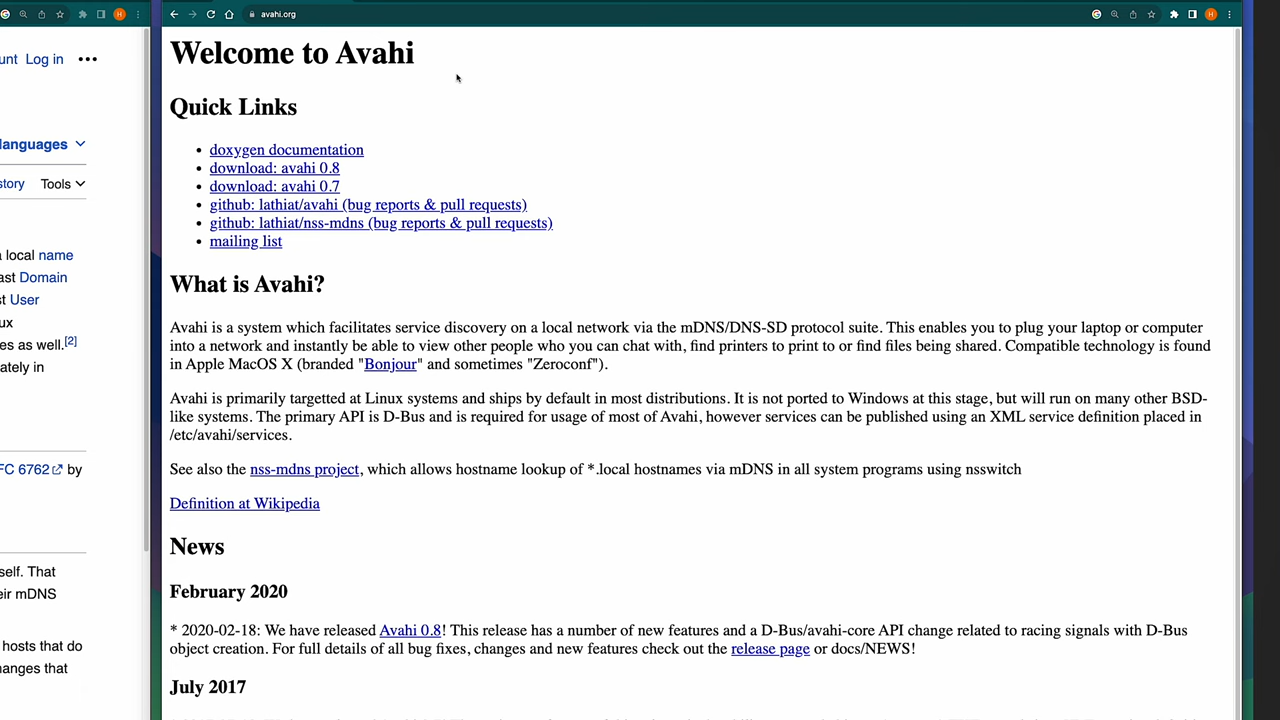 avahi.org
unt Log in
languages
story Tools
a local name
ast Domain
st User
ux
es as well.[2]
ately in
FC 6762 by
self. That
eir mDNS
hosts that do
anges that
Welcome to Avahi
Quick Links
doxygen documentation
download: avahi 0.8
download: avahi 0.7
github: lathiat/avahi (bug reports & pull requests)
github: lathiat/nss-mdns (bug reports & pull requests)
mailing list
What is Avahi?
Avahi is a system which facilitates service discovery on a local network via the mDNS/DNS-SD protocol suite. This enables you to plug your laptop or computer
into a network and instantly be able to view other people who you can chat with, find printers to print to or find files being shared. Compatible technology is found
in Apple MacOS X (branded "Bonjour" and sometimes "Zeroconf").
Avahi is primarily targetted at Linux systems and ships by default in most distributions. It is not ported to Windows at this stage, but will run on many other BSD-
like systems. The primary API is D-Bus and is required for usage of most of Avahi, however services can be published using an XML service definition placed in
/etc/avahi/services.
See also the nss-mdns project, which allows hostname lookup of *.local hostnames via mDNS in all system programs using nsswitch
Definition at Wikipedia
News
February 2020
* 2020-02-18: We have released Avahi 0.8! This release has a number of new features and a D-Bus/avahi-core API change related to racing signals with D-Bus
object creation. For full details of all bug fixes, changes and new features check out the release page or docs/NEWS!
July 2017